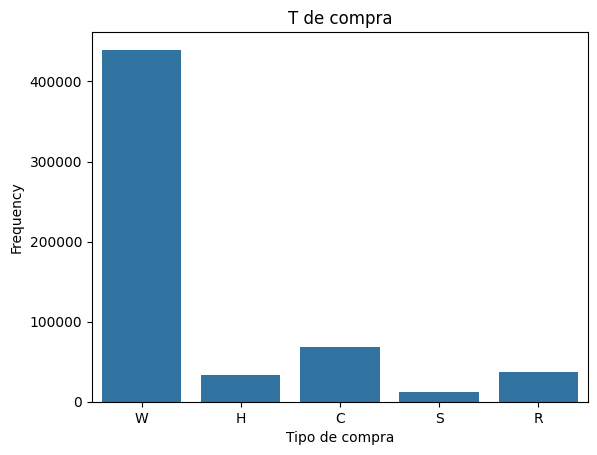 T de compra
400000
300000
200000
100000
0
Frequency
W H C S R
Tipo de compra